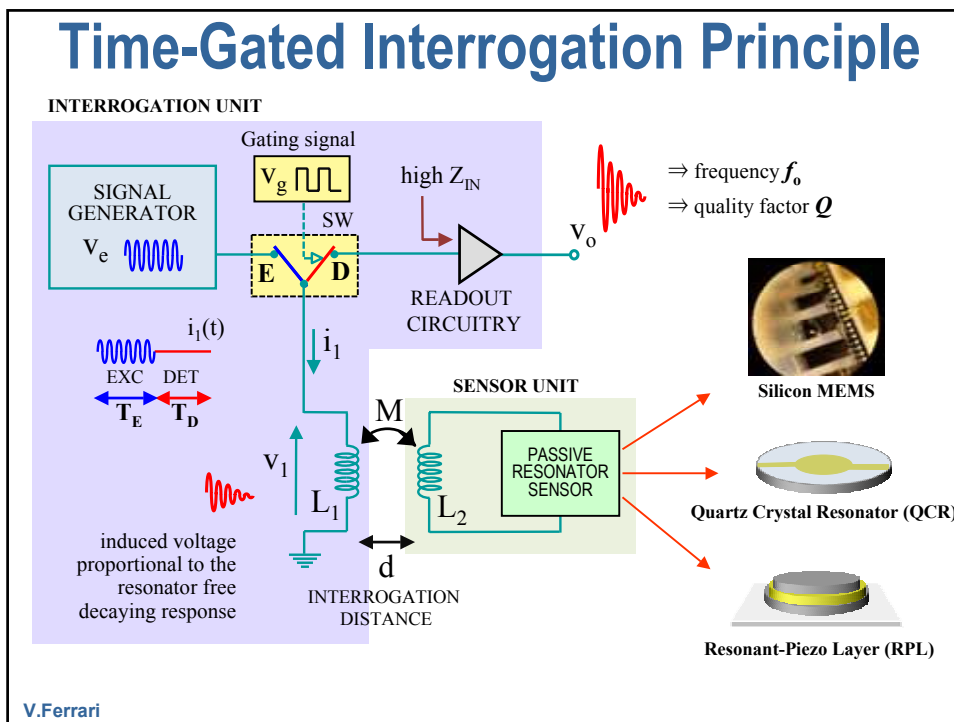 Time-Gated Interrogation Principle
INTERROGATION UNIT
Gating signal
vg
SIGNAL
GENERATOR
ve
SW
E D
high ZIN
READOUT
CIRCUITRY
vo
⇒ frequency fo
⇒ quality factor Q
i1(t)
EXC DET
TE TD
i1
SENSOR UNIT
M
v1
L1
L2
PASSIVE
RESONATOR
SENSOR
d
INTERROGATION
DISTANCE
induced voltage
proportional to the
resonator free
decaying response
Silicon MEMS
Quartz Crystal Resonator (QCR)
Resonant-Piezo Layer (RPL)
V.Ferrari